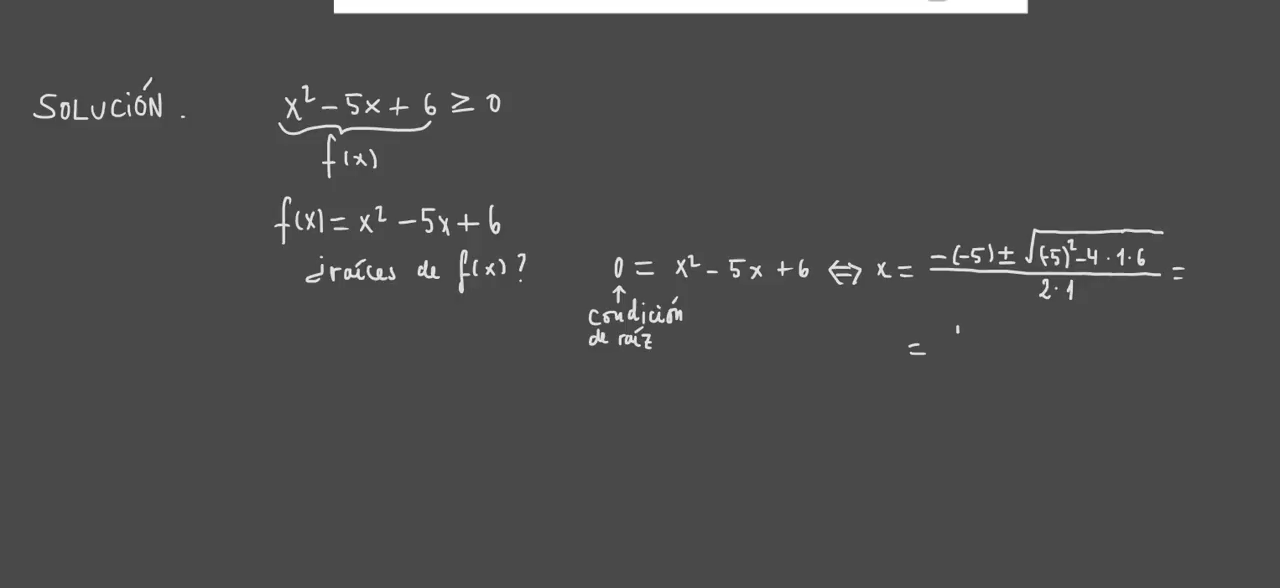 SOLUCIÓN. x² - 5x + 6 ≥ 0
f(x)
f(x) = x² - 5x + 6
¿raíces de f(x)? 0 = x² - 5x + 6 ⇔ x = (-(-5) ± √((-5)² - 4·1·6)) / (2·1) =
condición
de raíz
=